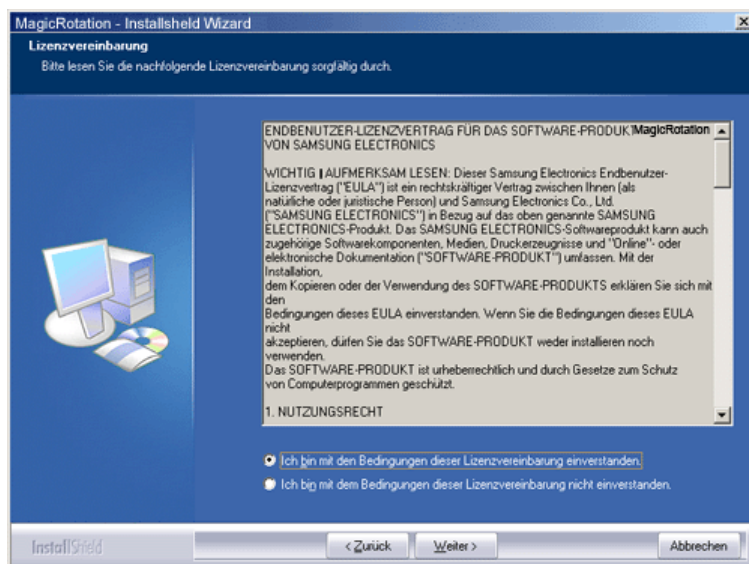 MagicRotation - Installsheld Wizard
Lizenzvereinbarung
Bitte lesen Sie die nachfolgende Lizenzvereinbarung sorgfältig durch.
ENDBENUTZER-LIZENZVERTRAG FÜR DAS SOFTWARE-PRODUKT MagicRotation
VON SAMSUNG ELECTRONICS
WICHTIG | AUFMERKSAM LESEN: Dieser Samsung Electronics Endbenutzer-
Lizenzvertrag ("EULA") ist ein rechtskräftiger Vertrag zwischen Ihnen (als
natürliche oder juristische Person) und Samsung Electronics Co., Ltd.
("SAMSUNG ELECTRONICS") in Bezug auf das oben genannte SAMSUNG
ELECTRONICS-Produkt. Das SAMSUNG ELECTRONICS-Softwareprodukt kann auch
zugehörige Softwarekomponenten, Medien, Druckerzeugnisse und "Online"- oder
elektronische Dokumentation ("SOFTWARE-PRODUKT") umfassen. Mit der
Installation,
dem Kopieren oder der Verwendung des SOFTWARE-PRODUKTS erklären Sie sich mit
den
Bedingungen dieses EULA einverstanden. Wenn Sie die Bedingungen dieses EULA
nicht
akzeptieren, dürfen Sie das SOFTWARE-PRODUKT weder installieren noch
verwenden.
Das SOFTWARE-PRODUKT ist urheberrechtlich und durch Gesetze zum Schutz
von Computerprogrammen geschützt.
1. NUTZUNGSRECHT
Ich bin mit den Bedingungen dieser Lizenzvereinbarung einverstanden.
Ich bin mit dem Bedingungen dieser Lizenzvereinbarung nicht einverstanden.
InstallShield
< Zurück
Weiter >
Abbrechen